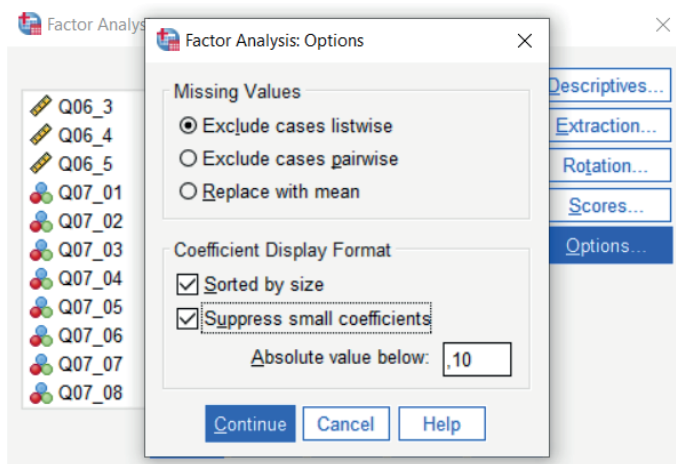 Factor Analys
Factor Analysis: Options
Missing Values
Exclude cases listwise
Exclude cases pairwise
Replace with mean
Coefficient Display Format
Sorted by size
Suppress small coefficients
Absolute value below: ,10
Continue Cancel Help
Q06_3
Q06_4
Q06_5
Q07_01
Q07_02
Q07_03
Q07_04
Q07_05
Q07_06
Q07_07
Q07_08
Descriptives...
Extraction...
Rotation...
Scores...
Options...